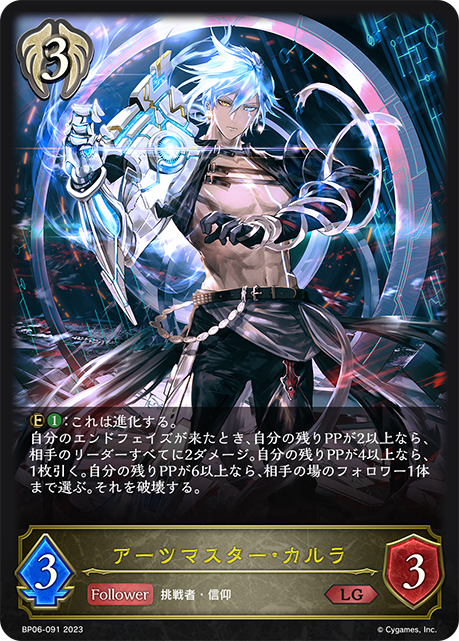 3
E 1：これは進化する。
自分のエンドフェイズが来たとき、自分の残りPPが2以上なら、
相手のリーダーすべてに2ダメージ。自分の残りPPが4以上なら、
1枚引く。自分の残りPPが6以上なら、相手の場のフォロワー1体
まで選ぶ。それを破壊する。
アーツマスター・カルラ
3
Follower 挑戦者・信仰 LG
3
BP06-091 2023 © Cygames, Inc.